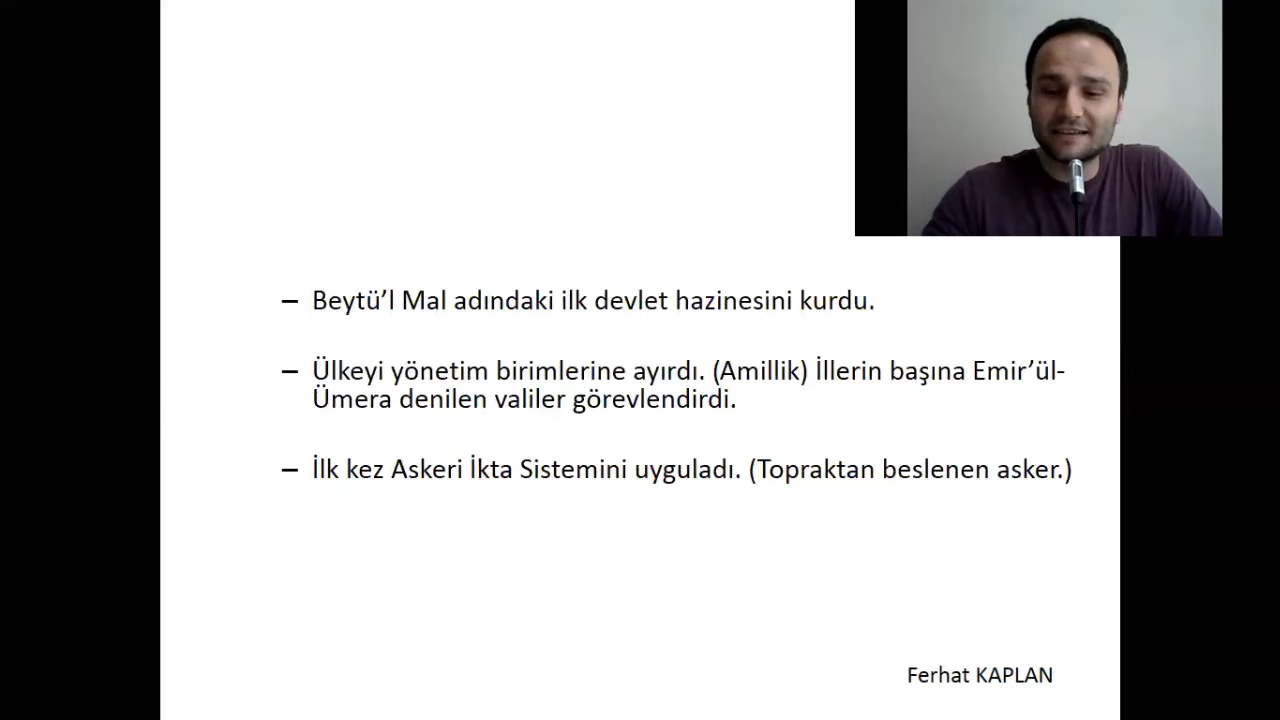 – Beytü’l Mal adındaki ilk devlet hazinesini kurdu.
– Ülkeyi yönetim birimlerine ayırdı. (Amillik) İllerin başına Emir’ül-
Ümera denilen valiler görevlendirdi.
– İlk kez Askeri İkta Sistemini uyguladı. (Topraktan beslenen asker.)
Ferhat KAPLAN